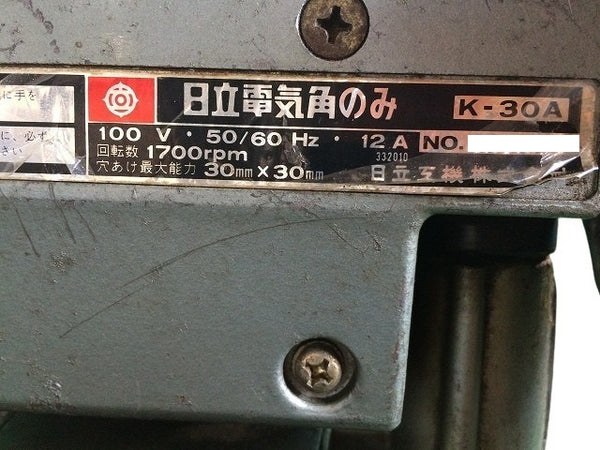 に手を
に、必ず
さい
日立電気角のみ K-30A
100 V · 50/60 Hz · 12 A NO.
回転数 1700rpm
332010
穴あけ最大能力 30mm×30mm 日立工機株